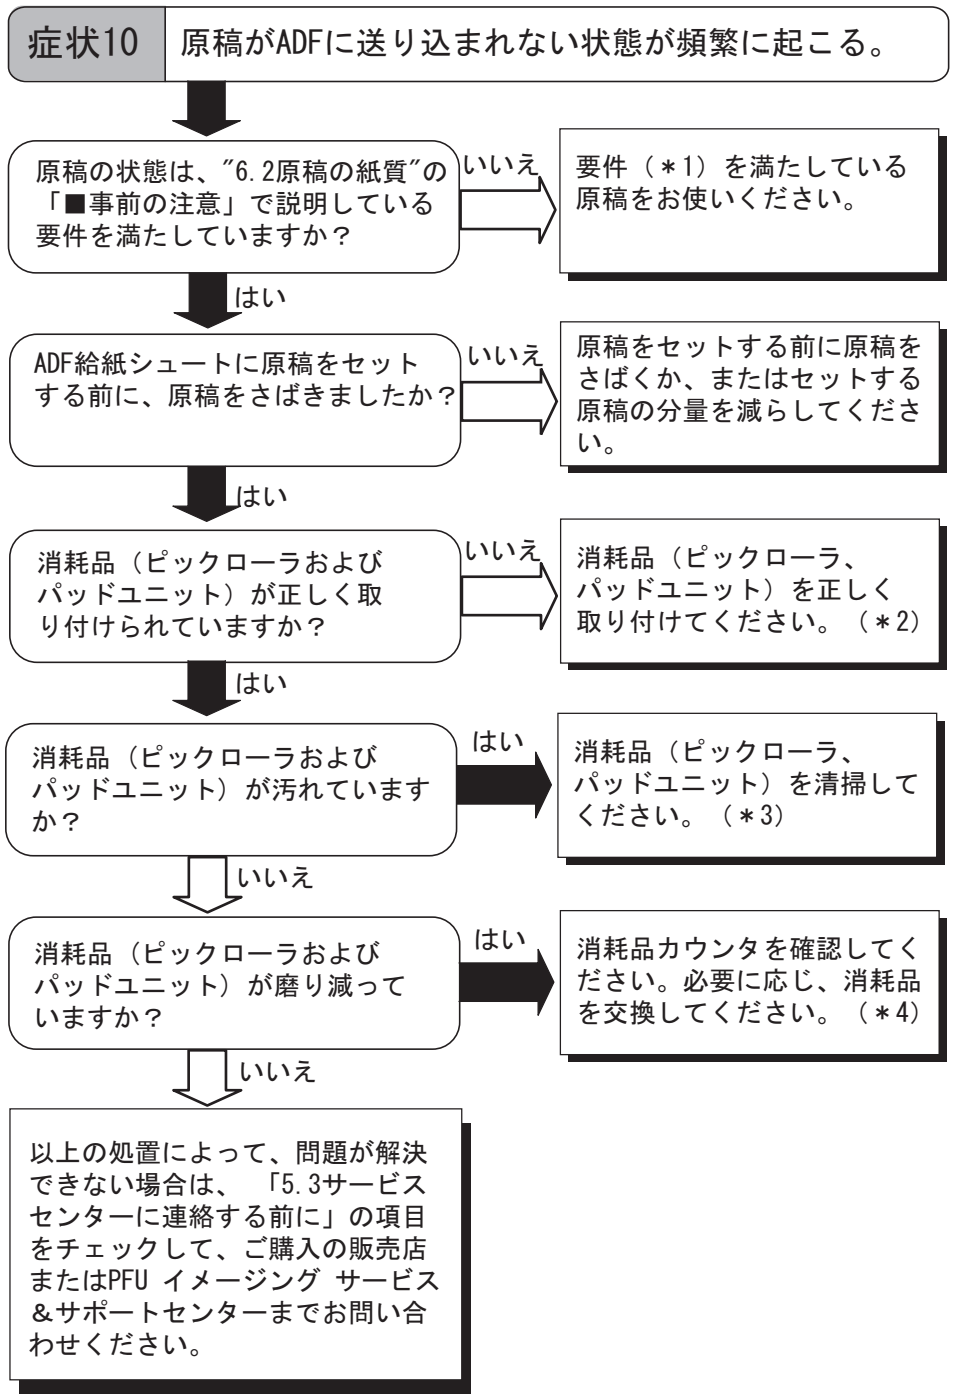 症状10
原稿がADFに送り込まれない状態が頻繁に起こる。
原稿の状態は、"6.2原稿の紙質"の
「■事前の注意」で説明している
要件を満たしていますか？
いいえ
要件（＊1）を満たしている
原稿をお使いください。
はい
ADF給紙シュートに原稿をセット
する前に、原稿をさばきましたか？
いいえ
原稿をセットする前に原稿を
さばくか、またはセットする
原稿の分量を減らしてくださ
い。
はい
消耗品（ピックローラおよび
パッドユニット）が正しく取
り付けられていますか？
いいえ
消耗品（ピックローラ、
パッドユニット）を正しく
取り付けてください。（＊2）
はい
消耗品（ピックローラおよび
パッドユニット）が汚れています
か？
はい
消耗品（ピックローラ、
パッドユニット）を清掃して
ください。（＊3）
いいえ
消耗品（ピックローラおよび
パッドユニット）が磨り減って
いますか？
はい
消耗品カウンタを確認してく
ださい。必要に応じ、消耗品
を交換してください。（＊4）
いいえ
以上の処置によって、問題が解決
できない場合は、 「5.3サービス
センターに連絡する前に」の項目
をチェックして、ご購入の販売店
またはPFU イメージング サービス
＆サポートセンターまでお問い合
わせください。